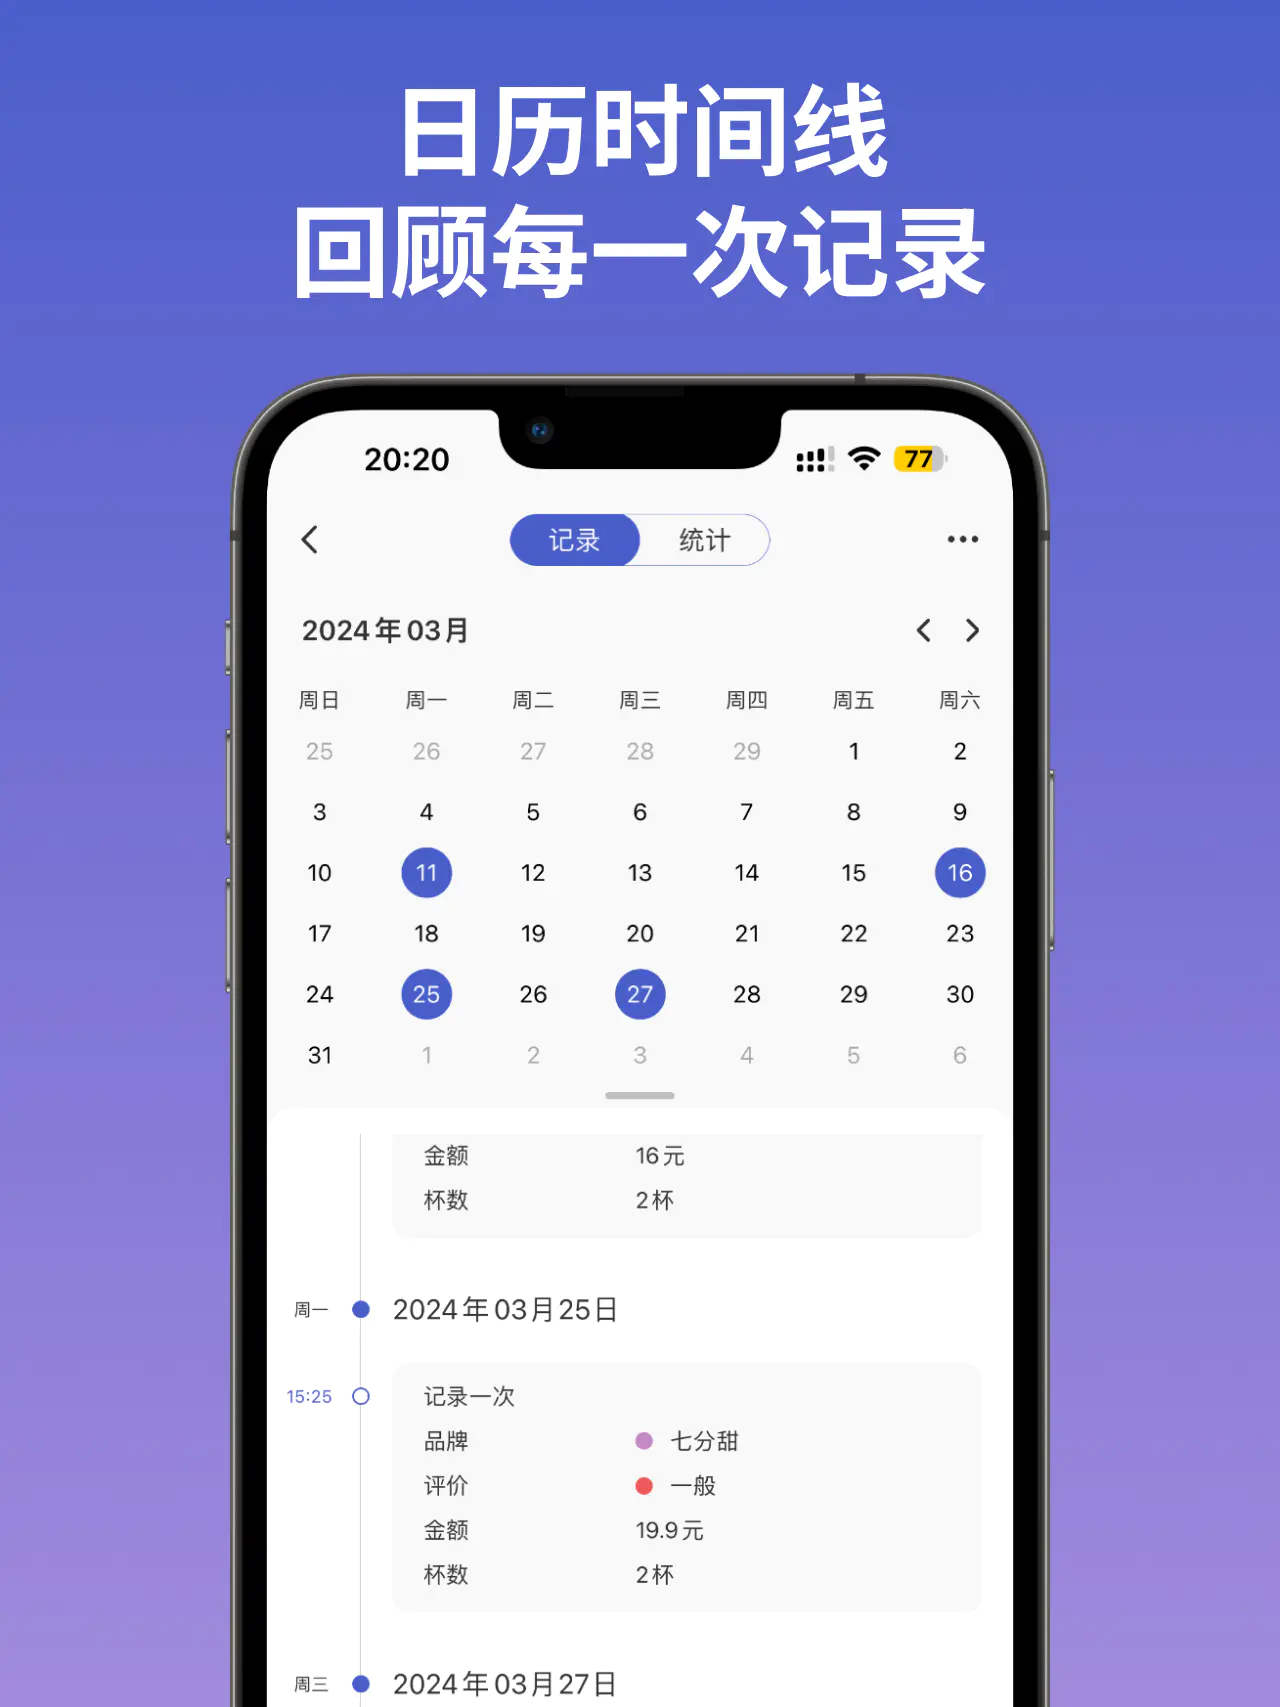 日历时间线
回顾每一次记录
20:20 77
记录 统计
2024年03月
周日 周一 周二 周三 周四 周五 周六
25 26 27 28 29 1 2
3 4 5 6 7 8 9
10 11 12 13 14 15 16
17 18 19 20 21 22 23
24 25 26 27 28 29 30
31 1 2 3 4 5 6
金额 16元
杯数 2杯
周一 2024年03月25日
15:25 记录一次
品牌 七分甜
评价 一般
金额 19.9元
杯数 2杯
周三 2024年03月27日